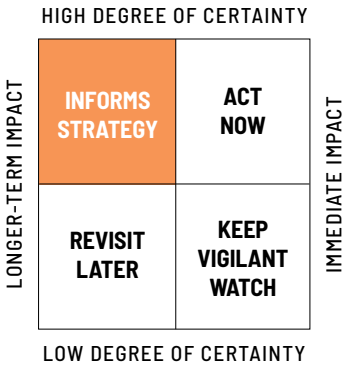 HIGH DEGREE OF CERTAINTY
LONGER-TERM IMPACT
INFORMS
STRATEGY
ACT
NOW
IMMEDIATE IMPACT
REVISIT
LATER
KEEP
VIGILANT
WATCH
LOW DEGREE OF CERTAINTY